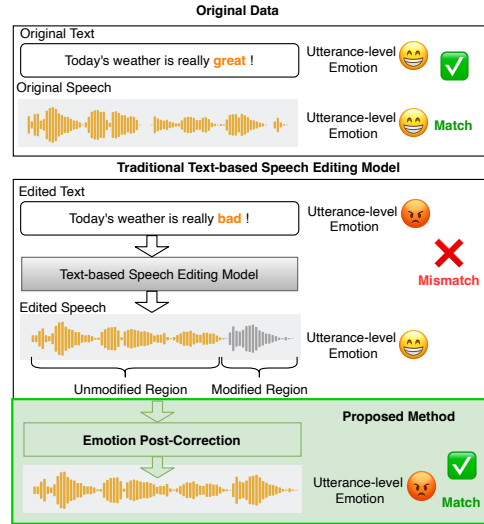 Original Data
Original Text
Today's weather is really great !
Utterance-level
Emotion
Original Speech
Utterance-level
Emotion
Match
Traditional Text-based Speech Editing Model
Edited Text
Today's weather is really bad !
Utterance-level
Emotion
Mismatch
Text-based Speech Editing Model
Edited Speech
Utterance-level
Emotion
Unmodified Region
Modified Region
Proposed Method
Emotion Post-Correction
Utterance-level
Emotion
Match